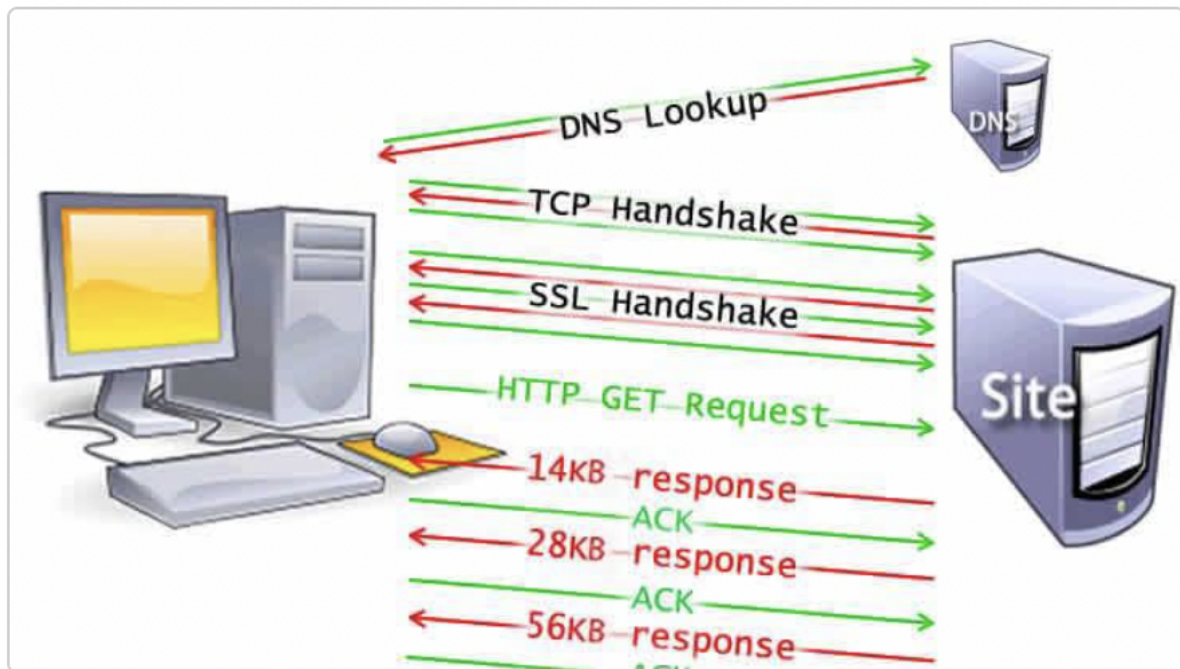 DNS Lookup
DNS
TCP Handshake
SSL Handshake
HTTP GET Request
Site
14KB response
ACK
28KB response
ACK
56KB response